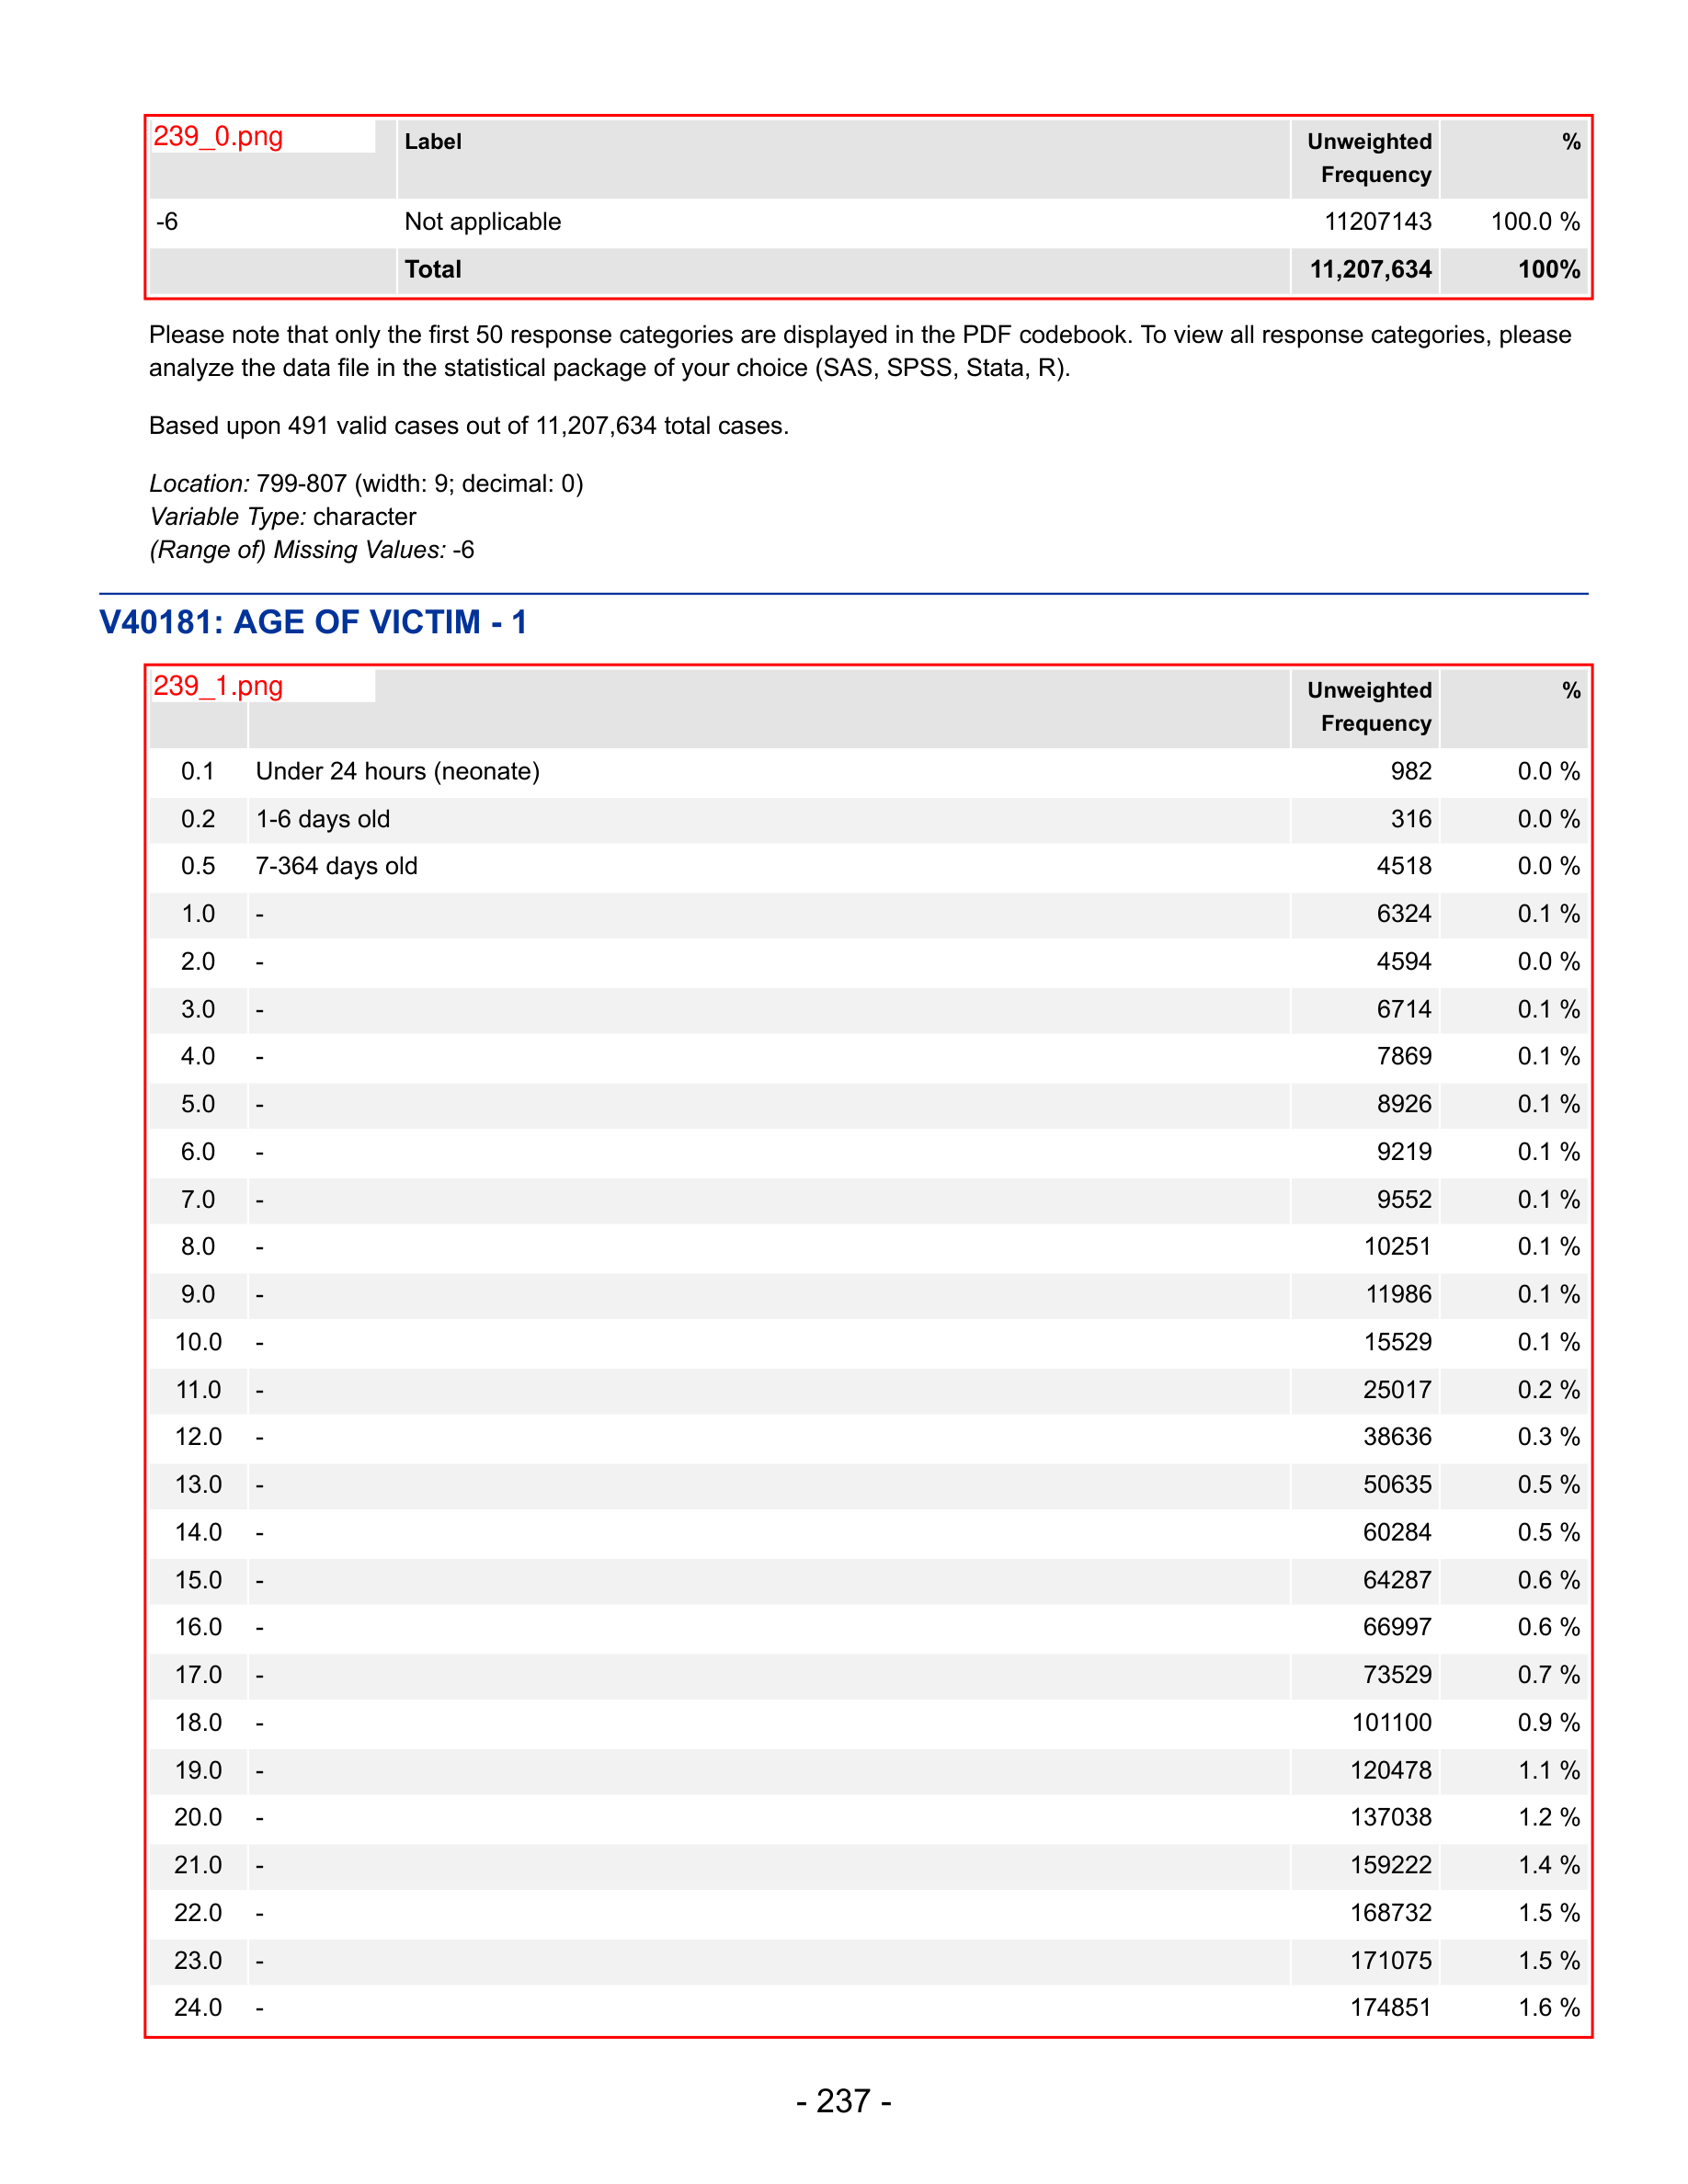 239_0.png Label Unweighted %
Frequency
-6 Not applicable 11207143 100.0 %
Total 11,207,634 100%
Please note that only the first 50 response categories are displayed in the PDF codebook. To view all response categories, please
analyze the data file in the statistical package of your choice (SAS, SPSS, Stata, R).
Based upon 491 valid cases out of 11,207,634 total cases.
Location: 799-807 (width: 9; decimal: 0)
Variable Type: character
(Range of) Missing Values: -6
V40181: AGE OF VICTIM - 1
239_1.png Unweighted %
Frequency
0.1 Under 24 hours (neonate) 982 0.0 %
0.2 1-6 days old 316 0.0 %
0.5 7-364 days old 4518 0.0 %
1.0 - 6324 0.1 %
2.0 - 4594 0.0 %
3.0 - 6714 0.1 %
4.0 - 7869 0.1 %
5.0 - 8926 0.1 %
6.0 - 9219 0.1 %
7.0 - 9552 0.1 %
8.0 - 10251 0.1 %
9.0 - 11986 0.1 %
10.0 - 15529 0.1 %
11.0 - 25017 0.2 %
12.0 - 38636 0.3 %
13.0 - 50635 0.5 %
14.0 - 60284 0.5 %
15.0 - 64287 0.6 %
16.0 - 66997 0.6 %
17.0 - 73529 0.7 %
18.0 - 101100 0.9 %
19.0 - 120478 1.1 %
20.0 - 137038 1.2 %
21.0 - 159222 1.4 %
22.0 - 168732 1.5 %
23.0 - 171075 1.5 %
24.0 - 174851 1.6 %
- 237 -